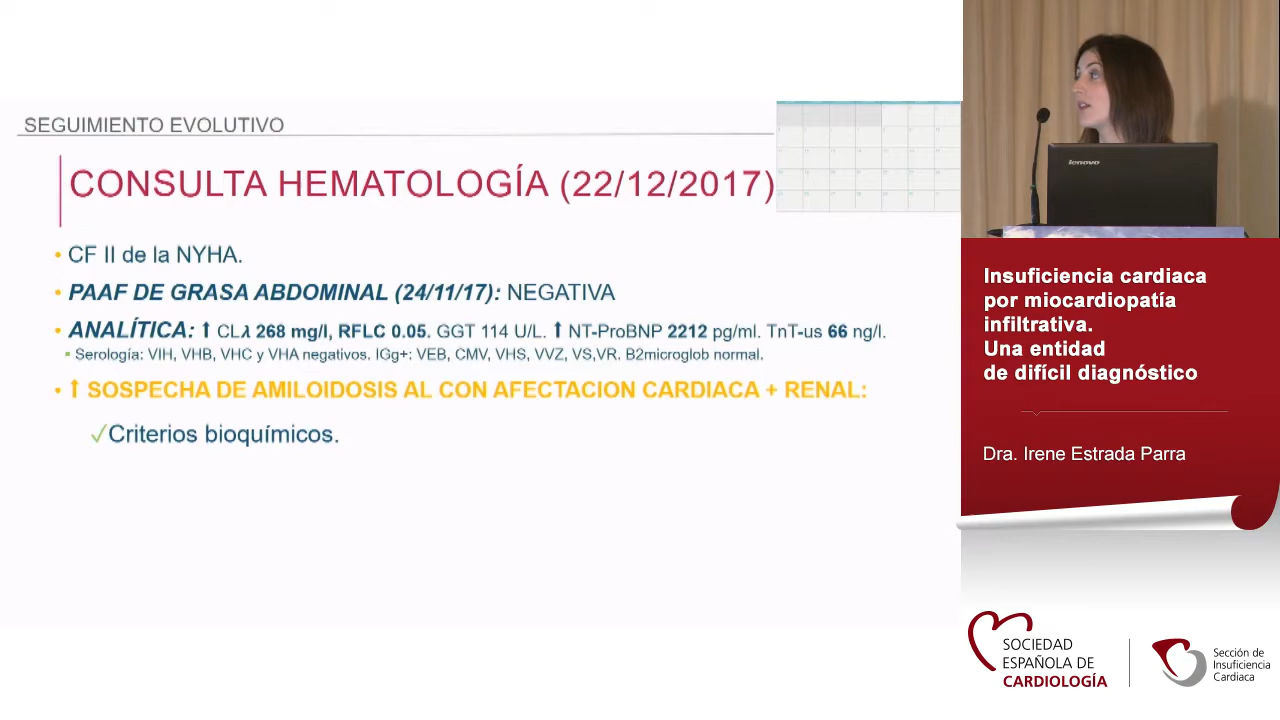 SEGUIMIENTO EVOLUTIVO
CONSULTA HEMATOLOGÍA (22/12/2017)
• CF II de la NYHA.
• PAAF DE GRASA ABDOMINAL (24/11/17): NEGATIVA
• ANALÍTICA: ⬆ CLλ 268 mg/l, RFLC 0.05. GGT 114 U/L. ⬆ NT-ProBNP 2212 pg/ml. TnT-us 66 ng/l.
▪ Serología: VIH, VHB, VHC y VHA negativos. IGg+: VEB, CMV, VHS, VVZ, VS,VR. B2microglob normal.
• ⬆ SOSPECHA DE AMILOIDOSIS AL CON AFECTACION CARDIACA + RENAL:
✓Criterios bioquímicos.
lenovo
Insuficiencia cardiaca
por miocardiopatía
infiltrativa.
Una entidad
de difícil diagnóstico
Dra. Irene Estrada Parra
SOCIEDAD
ESPAÑOLA DE
CARDIOLOGÍA
Sección de
Insuficiencia
Cardiaca